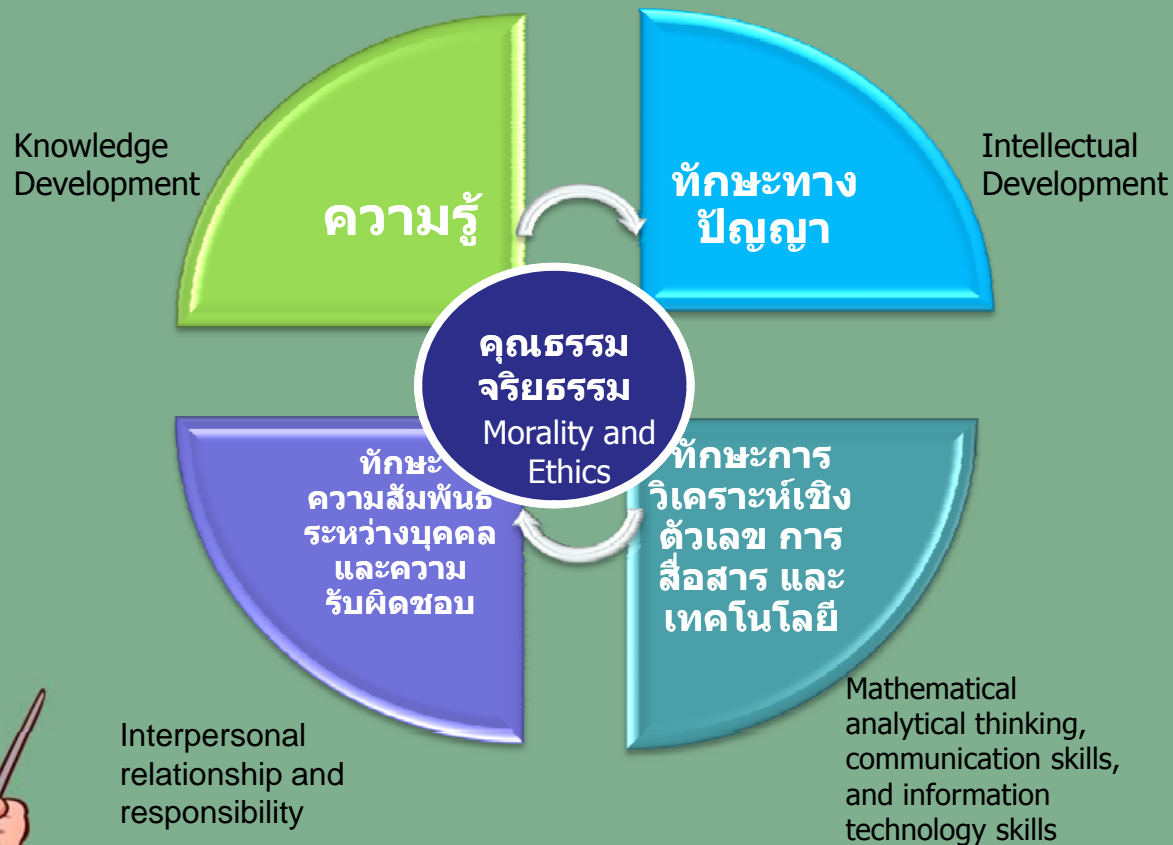 Knowledge
Development
ความรู้
ทักษะทาง
ปัญญา
Intellectual
Development
คุณธรรม
จริยธรรม
Morality and
Ethics
ทักษะ
ความสัมพันธ์
ระหว่างบุคคล
และความ
รับผิดชอบ
ทักษะการ
วิเคราะห์เชิง
ตัวเลข การ
สื่อสาร และ
เทคโนโลยี
Interpersonal
relationship and
responsibility
Mathematical
analytical thinking,
communication skills,
and information
technology skills